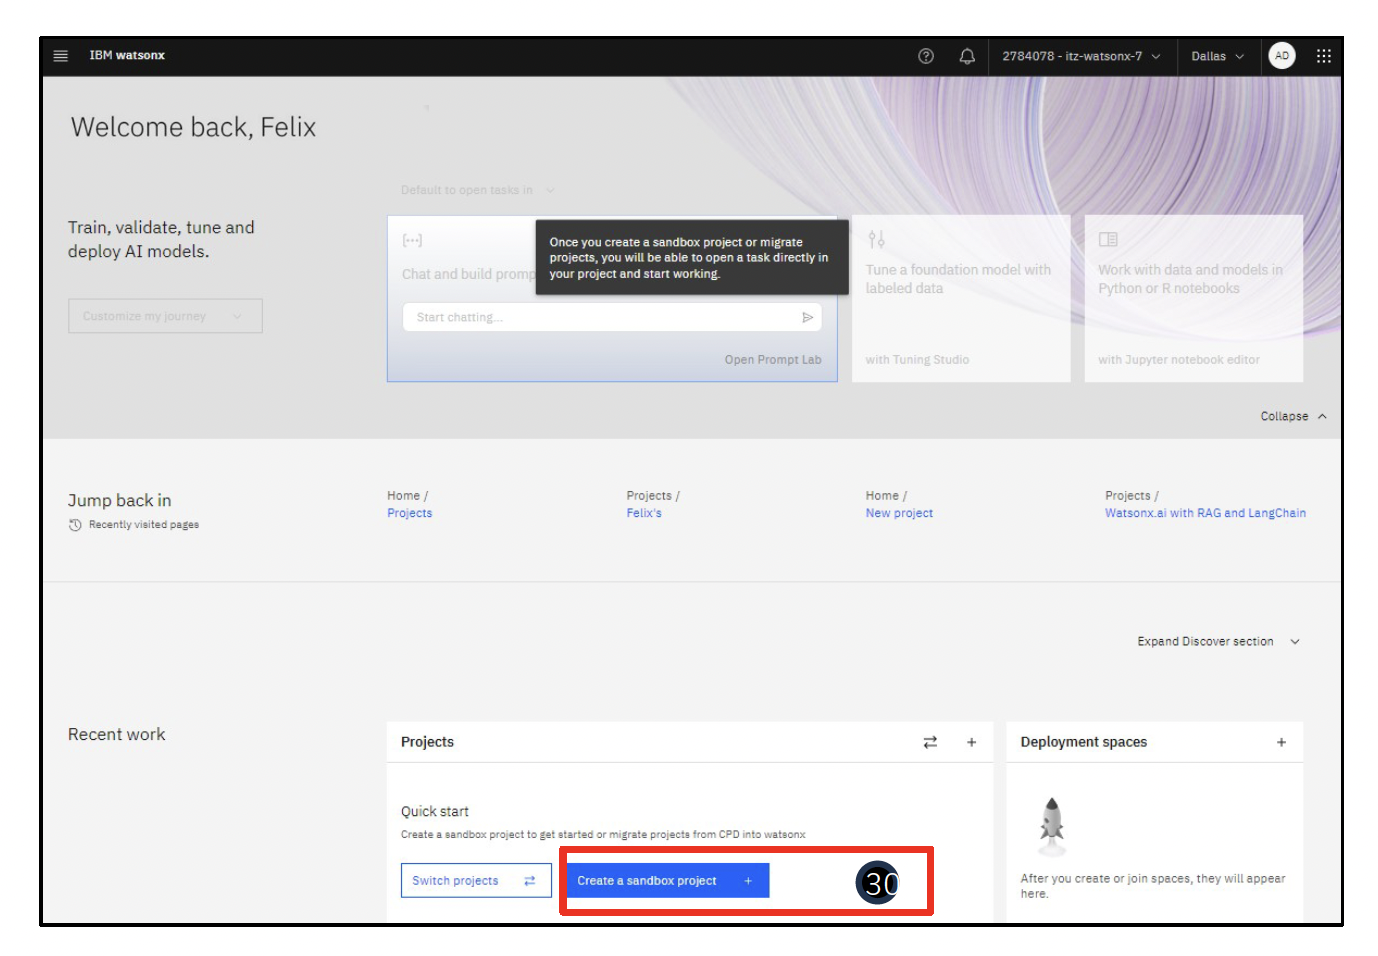 IBM watsonx
2784078 - itz-watsonx-7
Dallas
AD
Welcome back, Felix
Default to open tasks in
Train, validate, tune and
deploy AI models.
Customize my journey
Chat and build promp
Once you create a sandbox project or migrate
projects, you will be able to open a task directly in
your project and start working.
Start chatting...
Open Prompt Lab
Tune a foundation model with
labeled data
with Tuning Studio
Work with data and models in
Python or R notebooks
with Jupyter notebook editor
Collapse
Jump back in
Recently visited pages
Home /
Projects
Projects /
Felix's
Home /
New project
Projects /
Watsonx.ai with RAG and LangChain
Expand Discover section
Recent work
Projects
Quick start
Create a sandbox project to get started or migrate projects from CPD into watsonx
Switch projects
Create a sandbox project +
30
Deployment spaces
After you create or join spaces, they will appear
here.